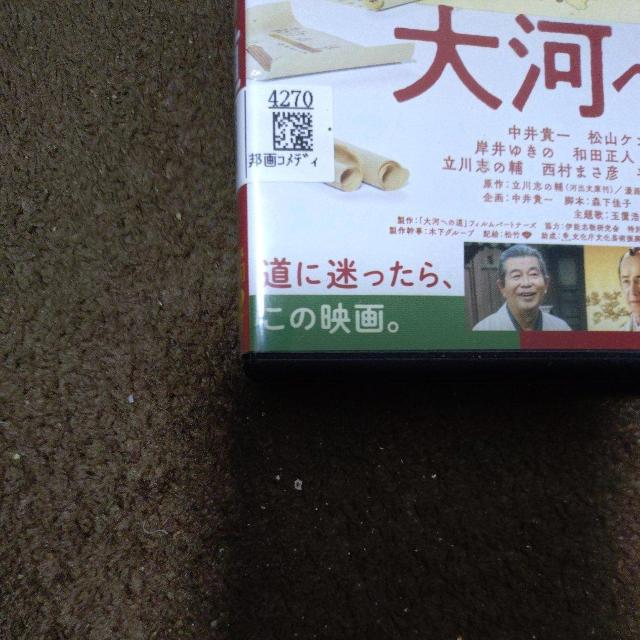 大河へ
4270
邦画コメディ
中井貴一 松山ケ
岸井ゆきの 和田正人
立川志の輔 西村まさ彦
原作：立川志の輔
企画：中井貴一 脚本：森下佳子
主題歌：玉置
製作：「大河への道」フィルムパートナーズ
製作幹事：木下グループ 配給：松竹
道に迷ったら、
この映画。